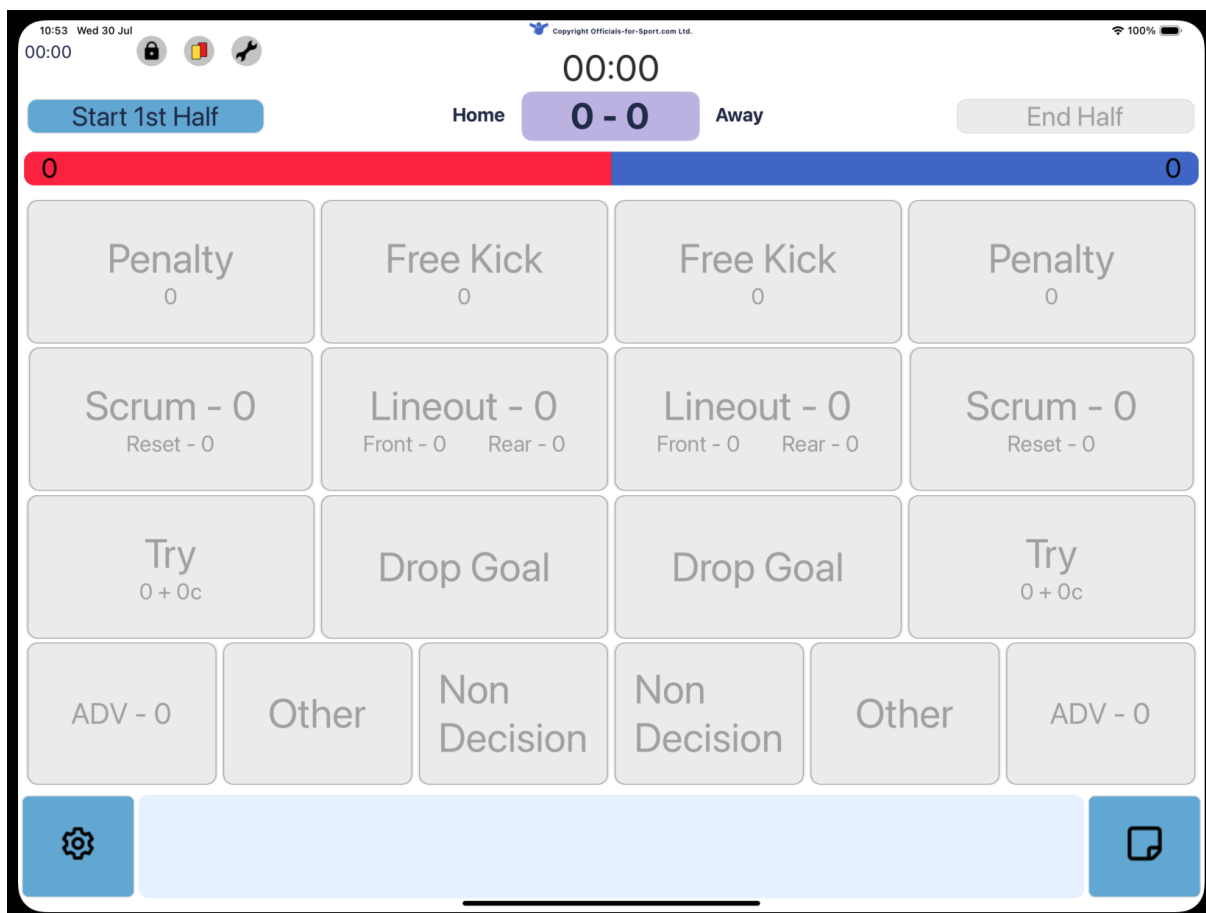 10:53 Wed 30 Jul
Copyright Officials-for-Sport.com Ltd.
100%
00:00
00:00
Start 1st Half
Home
0 - 0
Away
End Half
0
0
Penalty
0
Free Kick
0
Free Kick
0
Penalty
0
Scrum - 0
Reset - 0
Lineout - 0
Front - 0 Rear - 0
Lineout - 0
Front - 0 Rear - 0
Scrum - 0
Reset - 0
Try
0 + 0c
Drop Goal
Drop Goal
Try
0 + 0c
ADV - 0
Other
Non
Decision
Non
Decision
Other
ADV - 0